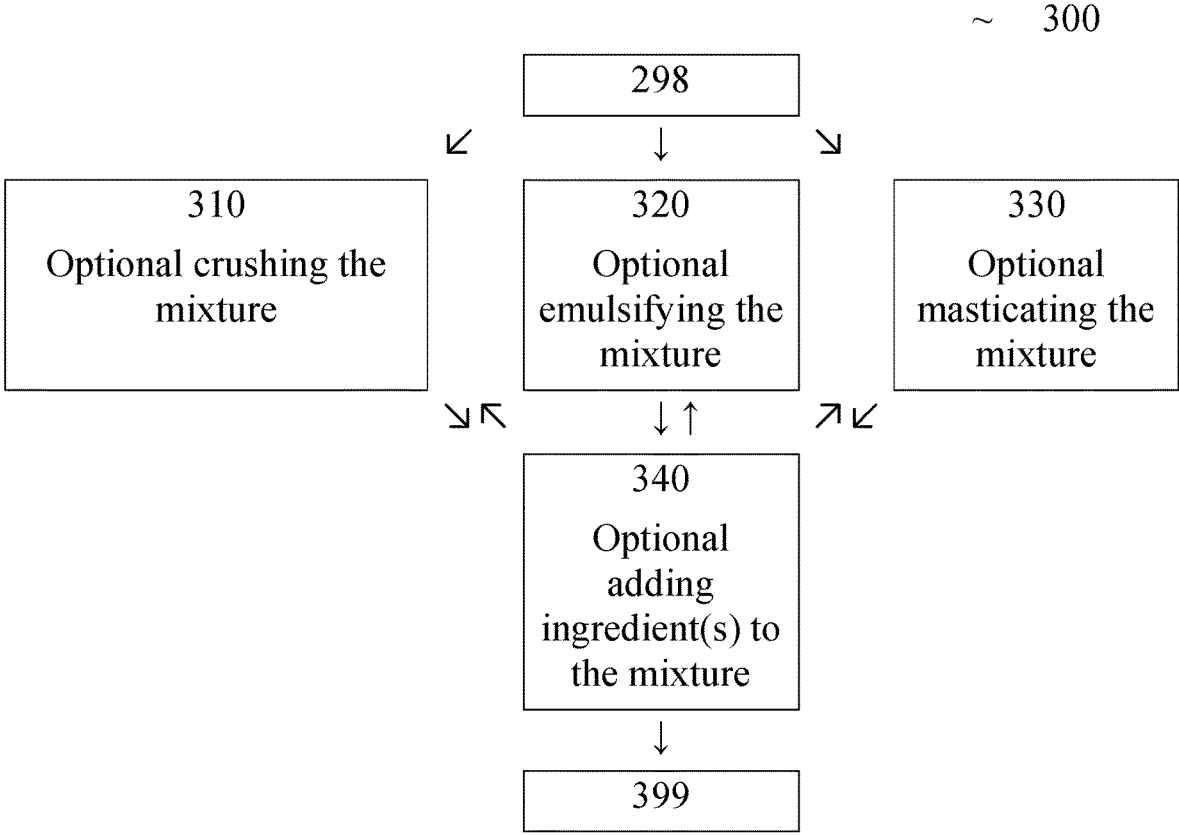 ~ 300
298
310
Optional crushing the
mixture
320
Optional
emulsifying the
mixture
330
Optional
masticating the
mixture
340
Optional
adding
ingredient(s) to
the mixture
399